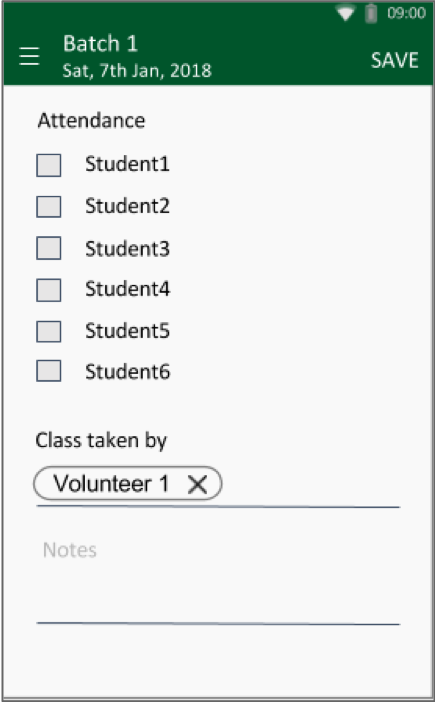 09:00
Batch 1
Sat, 7th Jan, 2018
SAVE
Attendance
Student1
Student2
Student3
Student4
Student5
Student6
Class taken by
Volunteer 1
Notes